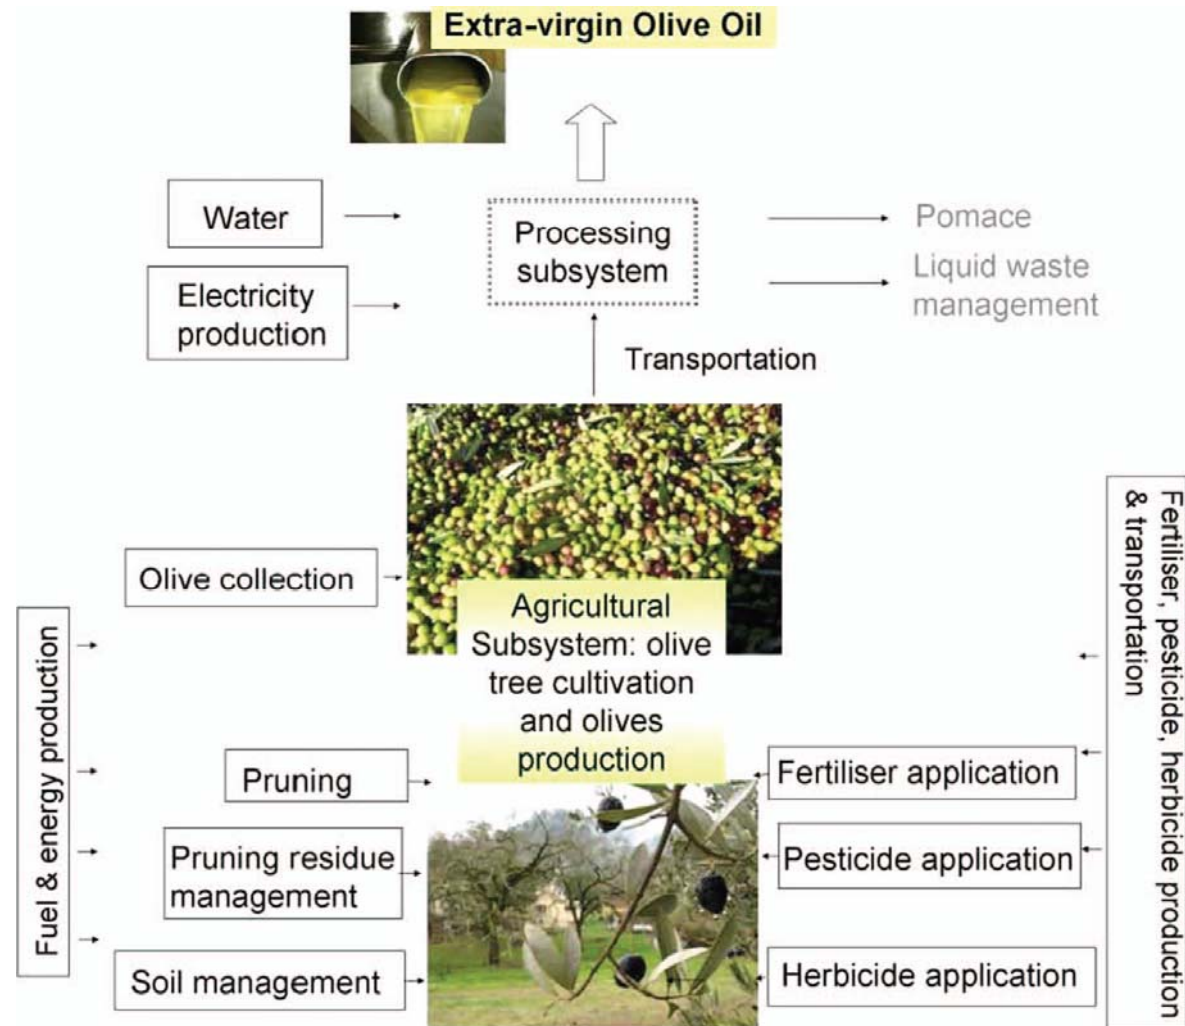 Extra-virgin Olive Oil
Water
Electricity
production
Processing
subsystem
Pomace
Liquid waste
management
Transportation
Olive collection
Agricultural
Subsystem: olive
tree cultivation
and olives
production
Fuel & energy production
Pruning
Pruning residue
management
Soil management
Fertiliser application
Pesticide application
Herbicide application
Fertiliser, pesticide, herbicide production
& transportation